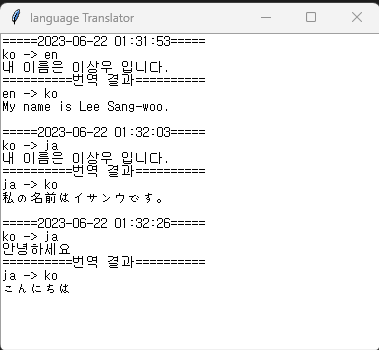 language Translator
=====2023-06-22 01:31:53=====
ko -> en
내 이름은 이상우 입니다.
==========번역 결과==========
en -> ko
My name is Lee Sang-woo.
=====2023-06-22 01:32:03=====
ko -> ja
내 이름은 이상우 입니다.
==========번역 결과==========
ja -> ko
私の名前はイサンウです。
=====2023-06-22 01:32:26=====
ko -> ja
안녕하세요
==========번역 결과==========
ja -> ko
こんにちは